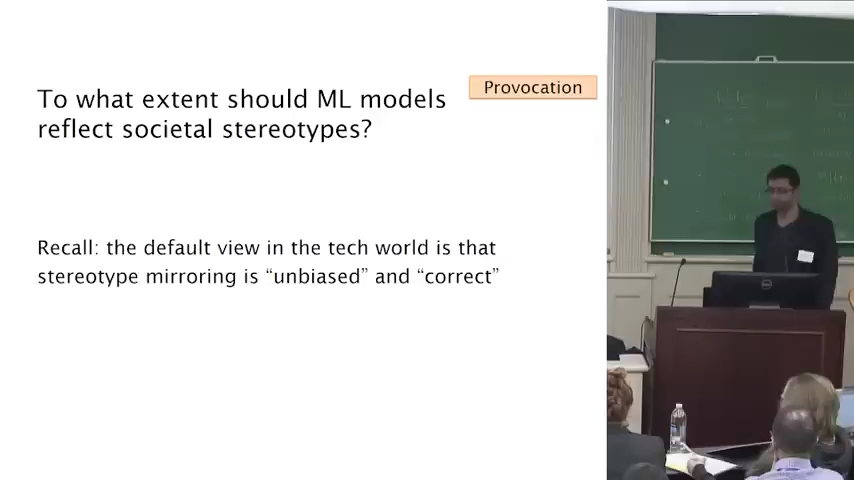 To what extent should ML models
reflect societal stereotypes?
Provocation
Recall: the default view in the tech world is that
stereotype mirroring is “unbiased” and “correct”